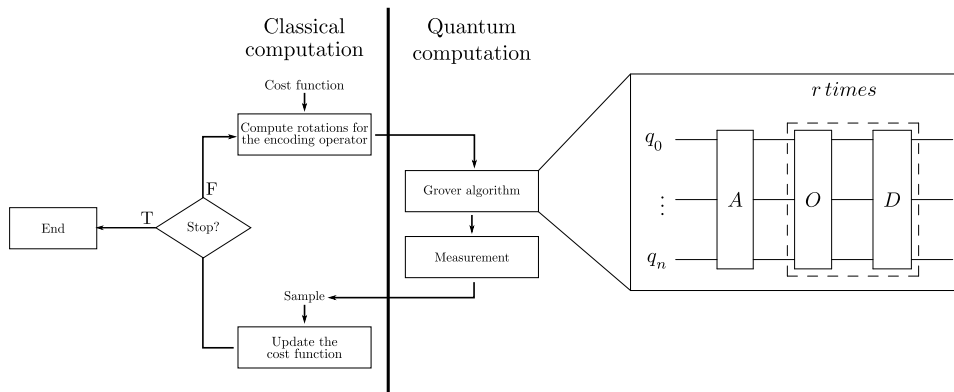 Classical
computation
Quantum
computation
Cost function
Compute rotations for
the encoding operator
r times
q0
Grover algorithm
F
T
Stop?
End
A
O
D
⋮
Measurement
qn
Sample
Update the
cost function